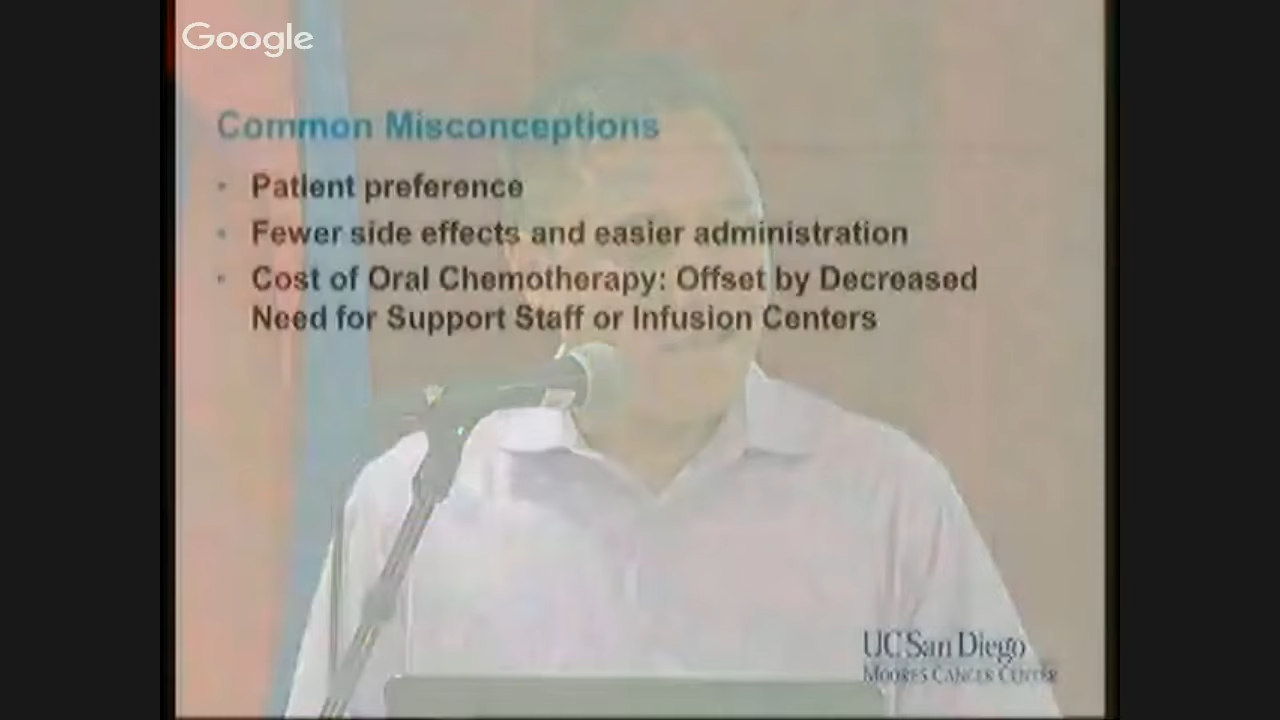 Google
Common Misconceptions
• Patient preference
• Fewer side effects and easier administration
• Cost of Oral Chemotherapy: Offset by Decreased
Need for Support Staff or Infusion Centers
UC San Diego
MOORES CANCER CENTER